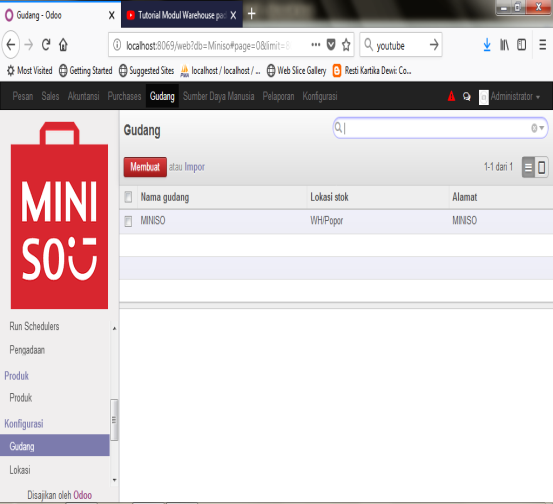 Gudang - Odoo X Tutorial Modul Warehouse pad X +
localhost:8069/web?db=Miniso#page=0&limit= youtube
Most Visited Getting Started Suggested Sites localhost / localhost / ... Web Slice Gallery Resti Kartika Dewi: Co...
Pesan Sales Akuntansi Purchases Gudang Sumber Daya Manusia Pelaporan Konfigurasi Administrator
MINI
SO
Gudang
Membuat atau Impor 1-1 dari 1
Nama gudang Lokasi stok Alamat
MINISO WH/Popor MINISO
Run Schedulers
Pengadaan
Produk
Produk
Konfigurasi
Gudang
Lokasi
Disajikan oleh Odoo